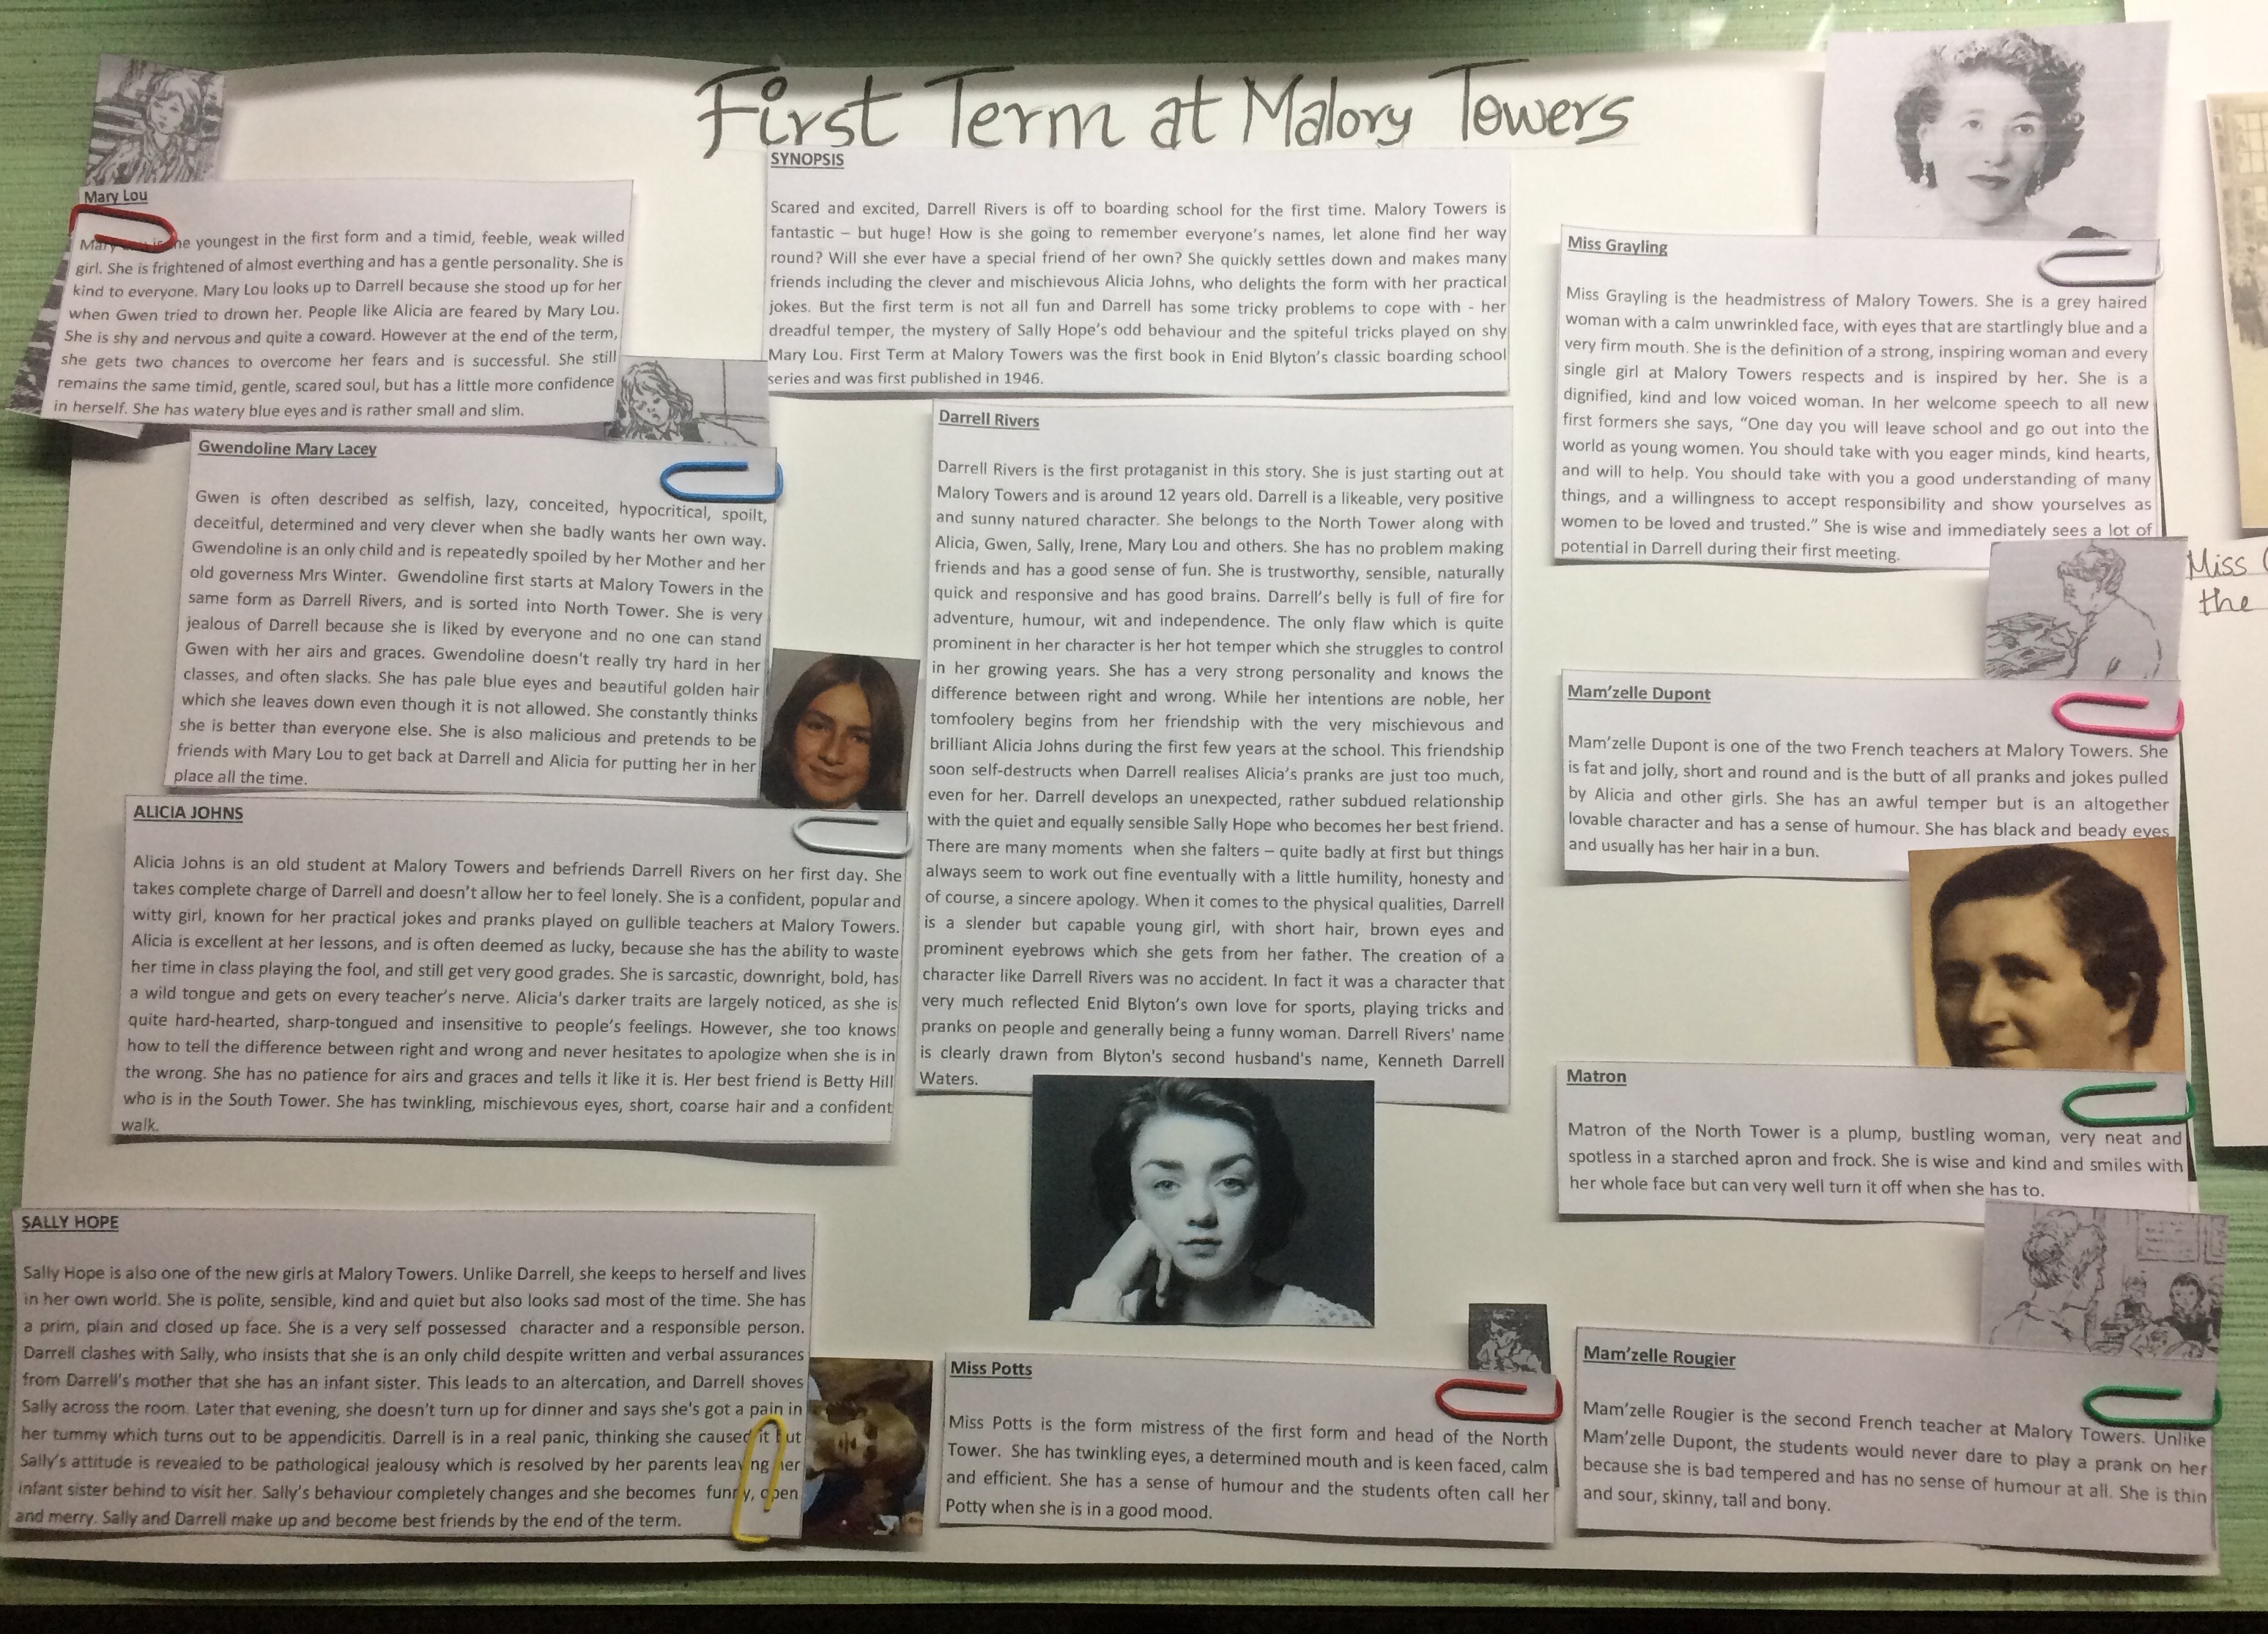 First Term at Malory Towers
SYNOPSIS
Scared and excited, Darrell Rivers is off to boarding school for the first time. Malory Towers is
fantastic – but huge! How is she going to remember everyone's names, let alone find her way
round? Will she ever have a special friend of her own? She quickly settles down and makes many
friends including the clever and mischievous Alicia Johns, who delights the form with her practical
jokes. But the first term is not all fun and Darrell has some tricky problems to cope with - her
dreadful temper, the mystery of Sally Hope's odd behaviour and the spiteful tricks played on shy
Mary Lou. First Term at Malory Towers was the first book in Enid Blyton's classic boarding school
series and was first published in 1946.
Mary Lou
Mary is the youngest in the first form and a timid, feeble, weak willed
girl. She is frightened of almost everthing and has a gentle personality. She is
kind to everyone. Mary Lou looks up to Darrell because she stood up for her
when Gwen tried to drown her. People like Alicia are feared by Mary Lou.
She is shy and nervous and quite a coward. However at the end of the term,
she gets two chances to overcome her fears and is successful. She still
remains the same timid, gentle, scared soul, but has a little more confidence
in herself. She has watery blue eyes and is rather small and slim.
Gwendoline Mary Lacey
Gwen is often described as selfish, lazy, conceited, hypocritical, spoilt,
deceitful, determined and very clever when she badly wants her own way.
Gwendoline is an only child and is repeatedly spoiled by her Mother and her
old governess Mrs Winter. Gwendoline first starts at Malory Towers in the
same form as Darrell Rivers, and is sorted into North Tower. She is very
jealous of Darrell because she is liked by everyone and no one can stand
Gwen with her airs and graces. Gwendoline doesn't really try hard in her
classes, and often slacks. She has pale blue eyes and beautiful golden hair
which she leaves down even though it is not allowed. She constantly thinks
she is better than everyone else. She is also malicious and pretends to be
friends with Mary Lou to get back at Darrell and Alicia for putting her in her
place all the time.
ALICIA JOHNS
Alicia Johns is an old student at Malory Towers and befriends Darrell Rivers on her first day. She
takes complete charge of Darrell and doesn't allow her to feel lonely. She is a confident, popular and
witty girl, known for her practical jokes and pranks played on gullible teachers at Malory Towers.
Alicia is excellent at her lessons, and is often deemed as lucky, because she has the ability to waste
her time in class playing the fool, and still get very good grades. She is sarcastic, downright, bold, has
a wild tongue and gets on every teacher's nerve. Alicia's darker traits are largely noticed, as she is
quite hard-hearted, sharp-tongued and insensitive to people's feelings. However, she too knows
how to tell the difference between right and wrong and never hesitates to apologize when she is in
the wrong. She has no patience for airs and graces and tells it like it is. Her best friend is Betty Hill
who is in the South Tower. She has twinkling, mischievous eyes, short, coarse hair and a confident
walk.
SALLY HOPE
Sally Hope is also one of the new girls at Malory Towers. Unlike Darrell, she keeps to herself and lives
in her own world. She is polite, sensible, kind and quiet but also looks sad most of the time. She has
a prim, plain and closed up face. She is a very self possessed character and a responsible person.
Darrell clashes with Sally, who insists that she is an only child despite written and verbal assurances
from Darrell's mother that she has an infant sister. This leads to an altercation, and Darrell shoves
Sally across the room. Later that evening, she doesn't turn up for dinner and says she's got a pain in
her tummy which turns out to be appendicitis. Darrell is in a real panic, thinking she caused it but
Sally's attitude is revealed to be pathological jealousy which is resolved by her parents leaving her
infant sister behind to visit her. Sally's behaviour completely changes and she becomes funny, open
and merry. Sally and Darrell make up and become best friends by the end of the term.
Darrell Rivers
Darrell Rivers is the first protaganist in this story. She is just starting out at
Malory Towers and is around 12 years old. Darrell is a likeable, very positive
and sunny natured character. She belongs to the North Tower along with
Alicia, Gwen, Sally, Irene, Mary Lou and others. She has no problem making
friends and has a good sense of fun. She is trustworthy, sensible, naturally
quick and responsive and has good brains. Darrell's belly is full of fire for
adventure, humour, wit and independence. The only flaw which is quite
prominent in her character is her hot temper which she struggles to control
in her growing years. She has a very strong personality and knows the
difference between right and wrong. While her intentions are noble, her
tomfoolery begins from her friendship with the very mischievous and
brilliant Alicia Johns during the first few years at the school. This friendship
soon self-destructs when Darrell realises Alicia's pranks are just too much,
even for her. Darrell develops an unexpected, rather subdued relationship
with the quiet and equally sensible Sally Hope who becomes her best friend.
There are many moments when she falters – quite badly at first but things
always seem to work out fine eventually with a little humility, honesty and
of course, a sincere apology. When it comes to the physical qualities, Darrell
is a slender but capable young girl, with short hair, brown eyes and
prominent eyebrows which she gets from her father. The creation of a
character like Darrell Rivers was no accident. In fact it was a character that
very much reflected Enid Blyton's own love for sports, playing tricks and
pranks on people and generally being a funny woman. Darrell Rivers' name
is clearly drawn from Blyton's second husband's name, Kenneth Darrell
Waters.
Miss Potts
Miss Potts is the form mistress of the first form and head of the North
Tower. She has twinkling eyes, a determined mouth and is keen faced, calm
and efficient. She has a sense of humour and the students often call her
Potty when she is in a good mood.
Miss Grayling
Miss Grayling is the headmistress of Malory Towers. She is a grey haired
woman with a calm unwrinkled face, with eyes that are startlingly blue and a
very firm mouth. She is the definition of a strong, inspiring woman and every
single girl at Malory Towers respects and is inspired by her. She is a
dignified, kind and low voiced woman. In her welcome speech to all new
first formers she says, "One day you will leave school and go out into the
world as young women. You should take with you eager minds, kind hearts,
and will to help. You should take with you a good understanding of many
things, and a willingness to accept responsibility and show yourselves as
women to be loved and trusted." She is wise and immediately sees a lot of
potential in Darrell during their first meeting.
Mam'zelle Dupont
Mam'zelle Dupont is one of the two French teachers at Malory Towers. She
is fat and jolly, short and round and is the butt of all pranks and jokes pulled
by Alicia and other girls. She has an awful temper but is an altogether
lovable character and has a sense of humour. She has black and beady eyes
and usually has her hair in a bun.
Matron
Matron of the North Tower is a plump, bustling woman, very neat and
spotless in a starched apron and frock. She is wise and kind and smiles with
her whole face but can very well turn it off when she has to.
Mam'zelle Rougier
Mam'zelle Rougier is the second French teacher at Malory Towers. Unlike
Mam'zelle Dupont, the students would never dare to play a prank on her
because she is bad tempered and has no sense of humour at all. She is thin
and sour, skinny, tall and bony.
Miss
the